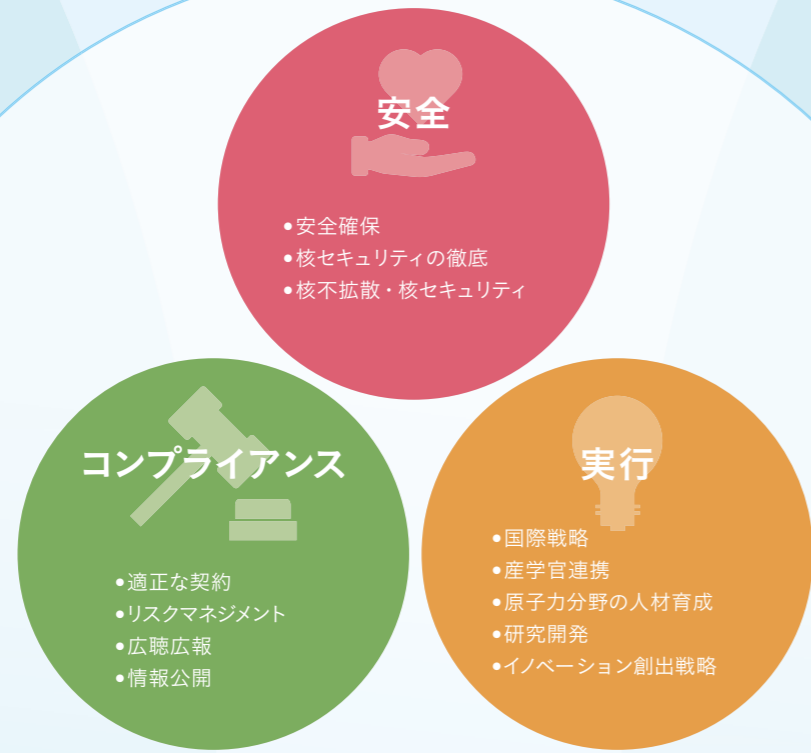 安全
•安全確保
•核セキュリティの徹底
•核不拡散・核セキュリティ
コンプライアンス
•適正な契約
•リスクマネジメント
•広聴広報
•情報公開
実行
•国際戦略
•産学官連携
•原子力分野の人材育成
•研究開発
•イノベーション創出戦略